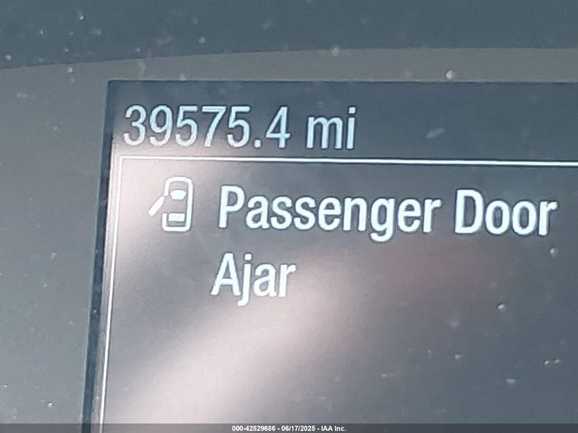 39575.4 mi
Passenger Door
Ajar
000-42529686 - 06/17/2025 - IAA Inc.